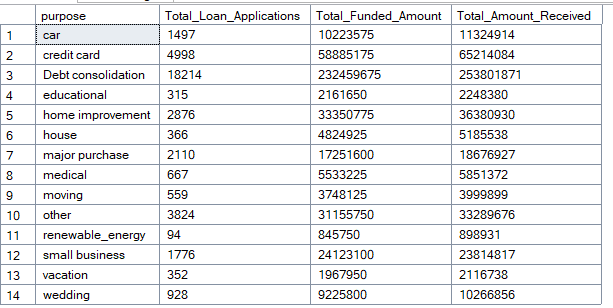 purpose Total_Loan_Applications Total_Funded_Amount Total_Amount_Received
1 car 1497 10223575 11324914
2 credit card 4998 58885175 65214084
3 Debt consolidation 18214 232459675 253801871
4 educational 315 2161650 2248380
5 home improvement 2876 33350775 36380930
6 house 366 4824925 5185538
7 major purchase 2110 17251600 18676927
8 medical 667 5533225 5851372
9 moving 559 3748125 3999899
10 other 3824 31155750 33289676
11 renewable_energy 94 845750 898931
12 small business 1776 24123100 23814817
13 vacation 352 1967950 2116738
14 wedding 928 9225800 10266856